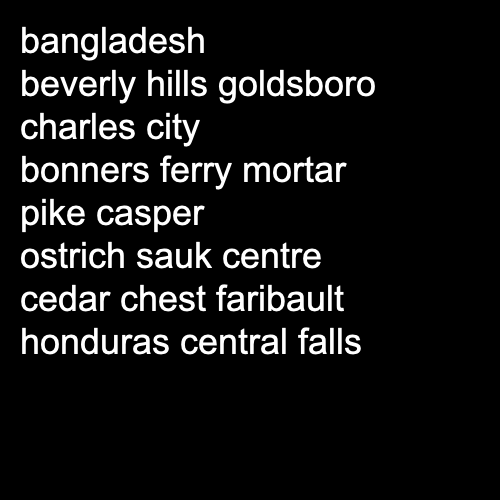 bangladesh
beverly hills goldsboro
charles city
bonners ferry mortar
pike casper
ostrich sauk centre
cedar chest faribault
honduras central falls